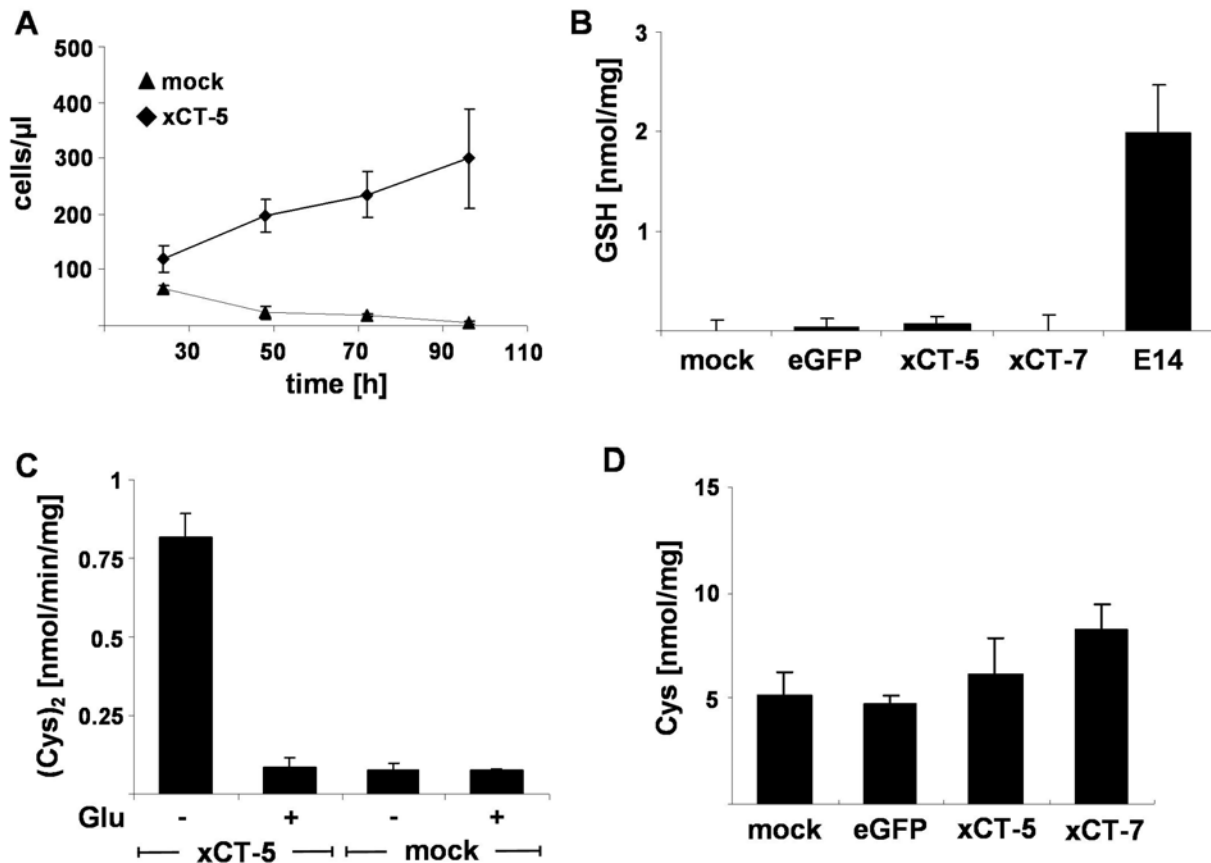 A
500
400
300
200
100
cells/µl
▲ mock
◆ xCT-5
30 50 70 90 110
time [h]
B
3
2
1
GSH [nmol/mg]
mock eGFP xCT-5 xCT-7 E14
C
1
0.75
0.5
0.25
(Cys)₂ [nmol/min/mg]
Glu - + - +
xCT-5 mock
D
15
10
5
Cys [nmol/mg]
mock eGFP xCT-5 xCT-7